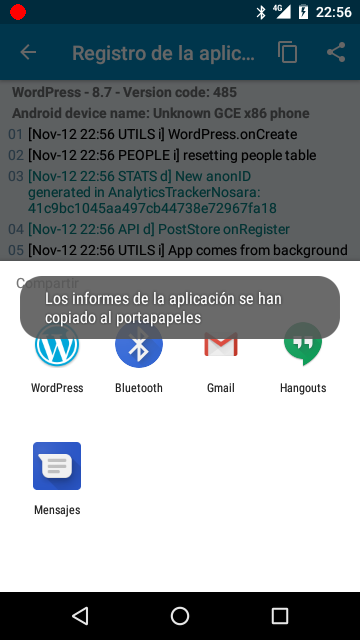 4G 22:56
Registro de la aplic...
WordPress - 8.7 - Version code: 485
Android device name: Unknown GCE x86 phone
01 [Nov-12 22:56 UTILS i] WordPress.onCreate
02 [Nov-12 22:56 PEOPLE i] resetting people table
03 [Nov-12 22:56 STATS d] New anonID
generated in AnalyticsTrackerNosara:
41c9bc1045aa497cb44738e72967fa18
04 [Nov-12 22:56 API d] PostStore onRegister
05 [Nov-12 22:56 UTILS i] App comes from background
Compartir
Los informes de la aplicación se han
copiado al portapapeles
WordPress Bluetooth Gmail Hangouts
Mensajes